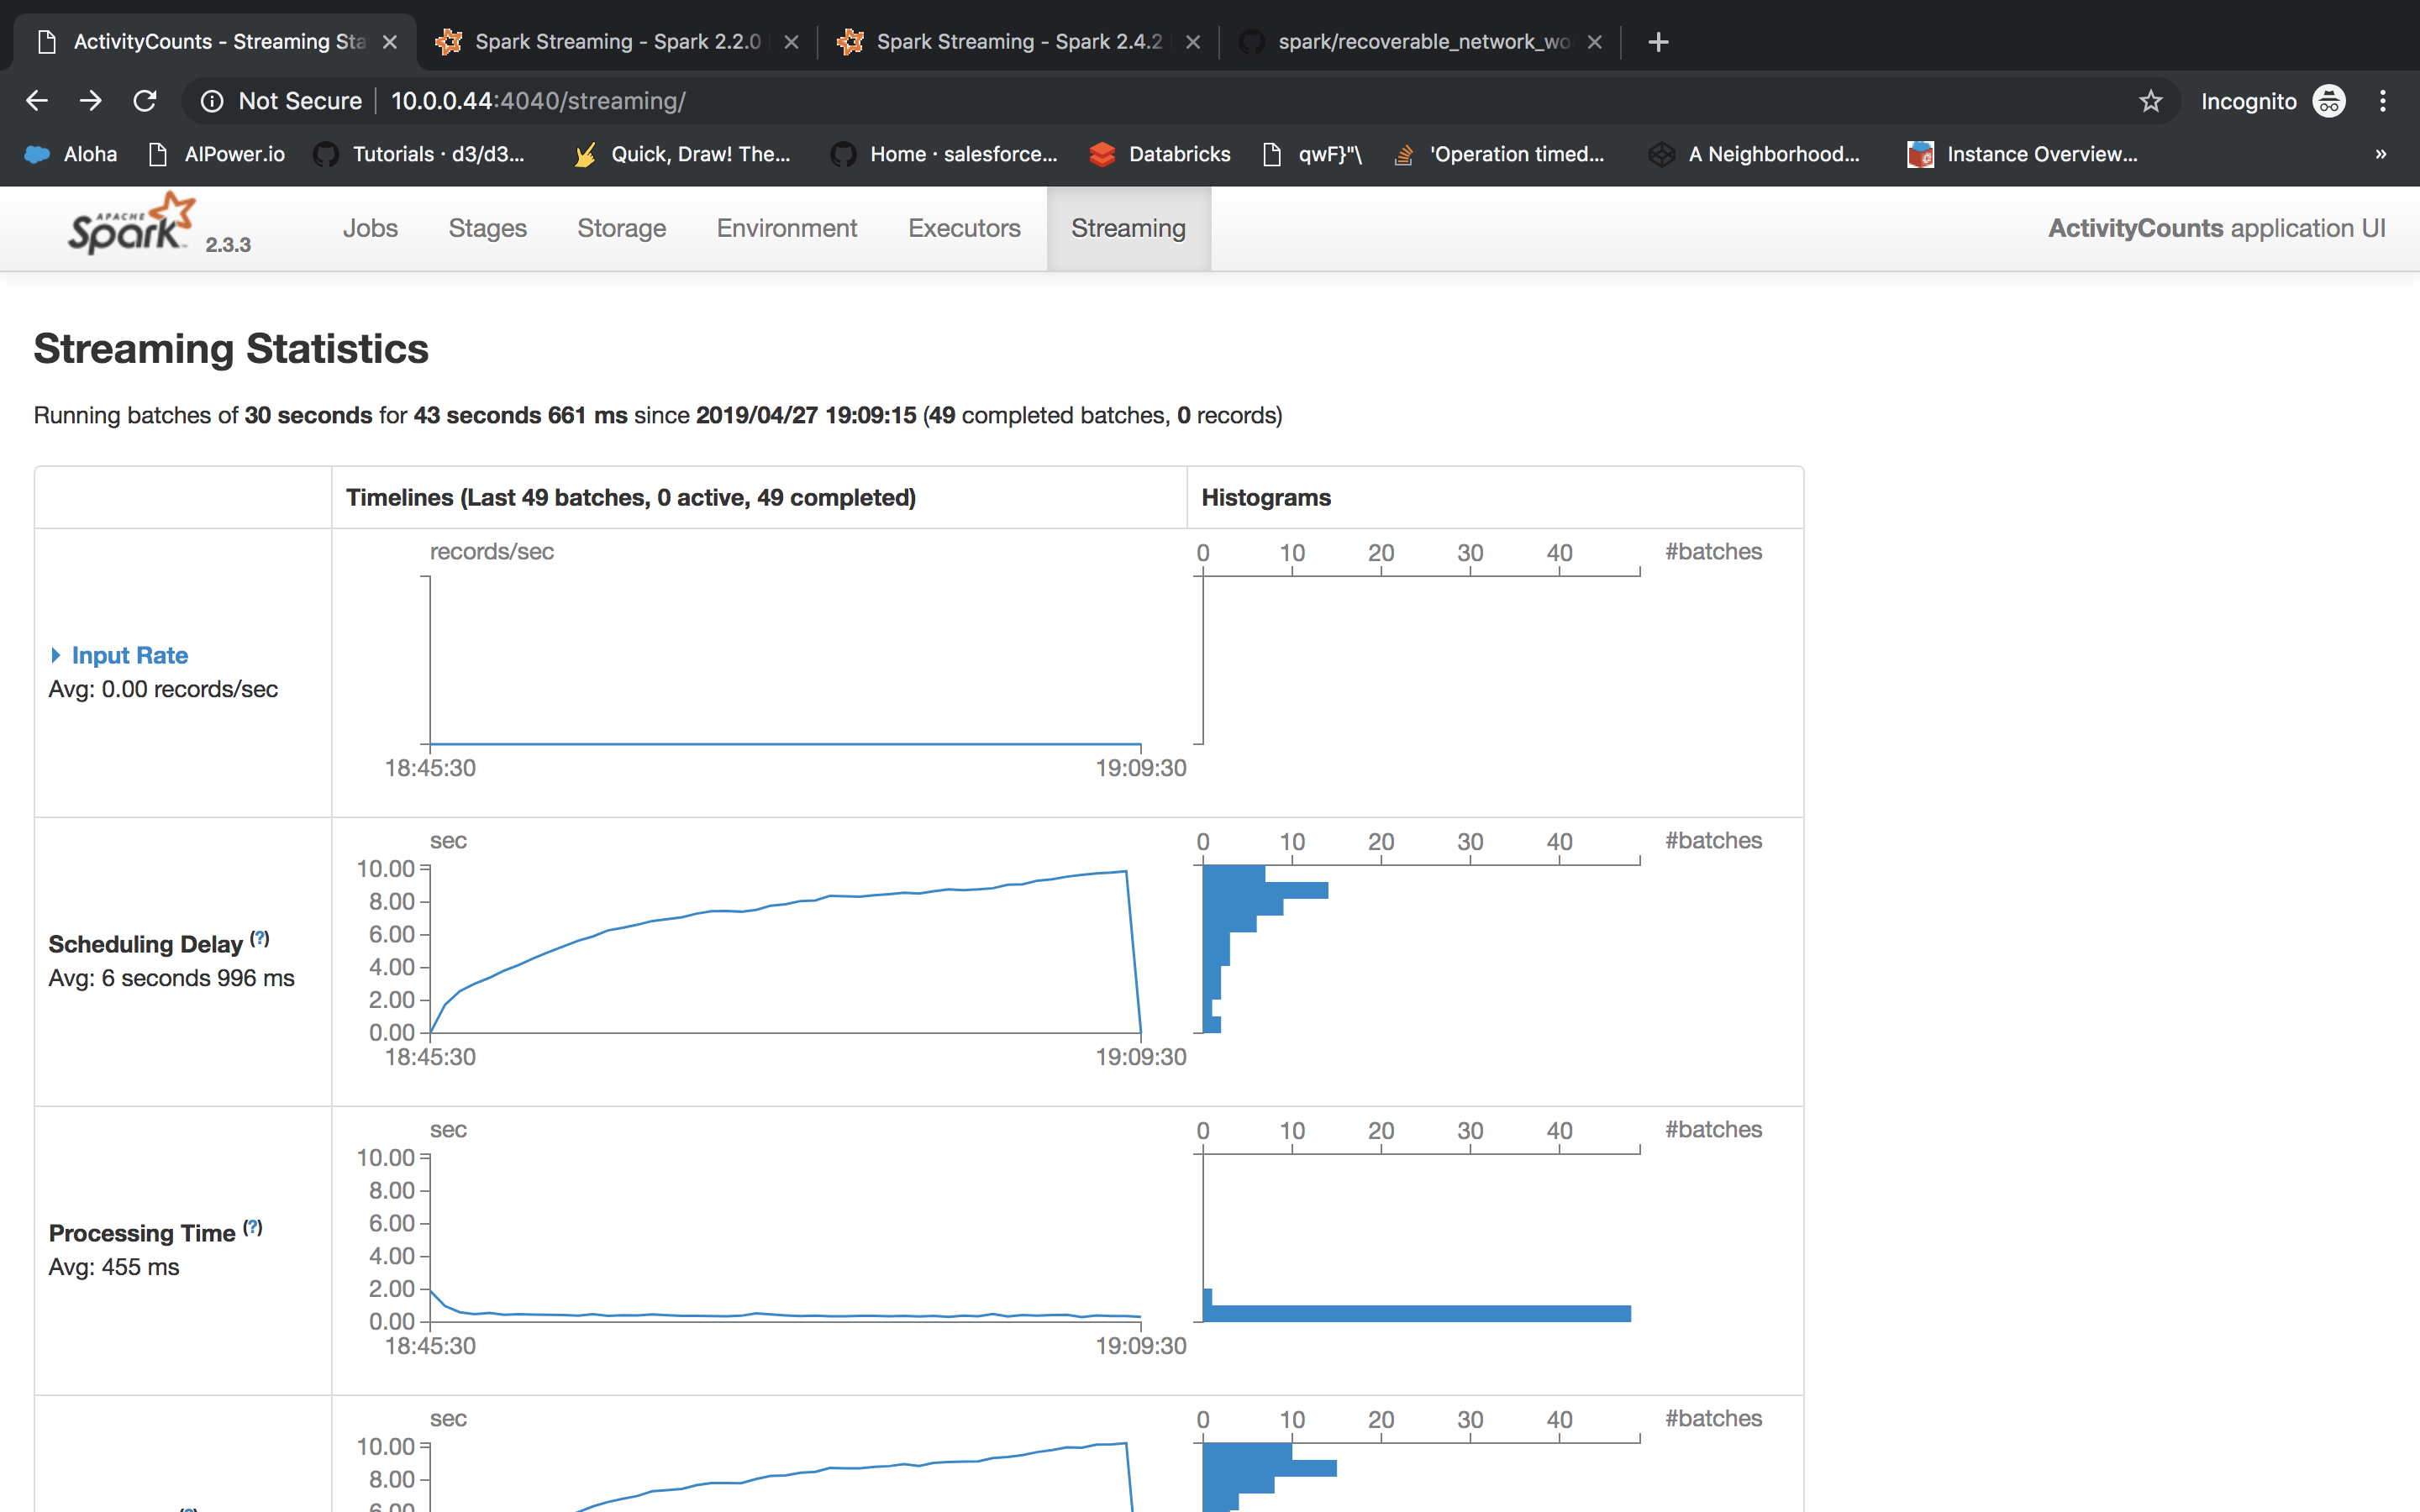 ActivityCounts - Streaming Sta
Spark Streaming - Spark 2.2.0
Spark Streaming - Spark 2.4.2
spark/recoverable_network_wo
Not Secure
10.0.0.44:4040/streaming/
Incognito
Aloha
AIPower.io
Tutorials · d3/d3...
Quick, Draw! The...
Home · salesforce...
Databricks
qwF}"\
'Operation timed...
A Neighborhood...
Instance Overview...
»
APACHE
Spark 2.3.3
Jobs
Stages
Storage
Environment
Executors
Streaming
ActivityCounts application UI
Streaming Statistics
Running batches of 30 seconds for 43 seconds 661 ms since 2019/04/27 19:09:15 (49 completed batches, 0 records)
Timelines (Last 49 batches, 0 active, 49 completed)
Histograms
Input Rate
Avg: 0.00 records/sec
records/sec
18:45:30
19:09:30
0 10 20 30 40 #batches
Scheduling Delay (?)
Avg: 6 seconds 996 ms
sec
10.00
8.00
6.00
4.00
2.00
0.00
18:45:30
19:09:30
0 10 20 30 40 #batches
Processing Time (?)
Avg: 455 ms
sec
10.00
8.00
6.00
4.00
2.00
0.00
18:45:30
19:09:30
0 10 20 30 40 #batches
sec
10.00
8.00
6.00
0 10 20 30 40 #batches